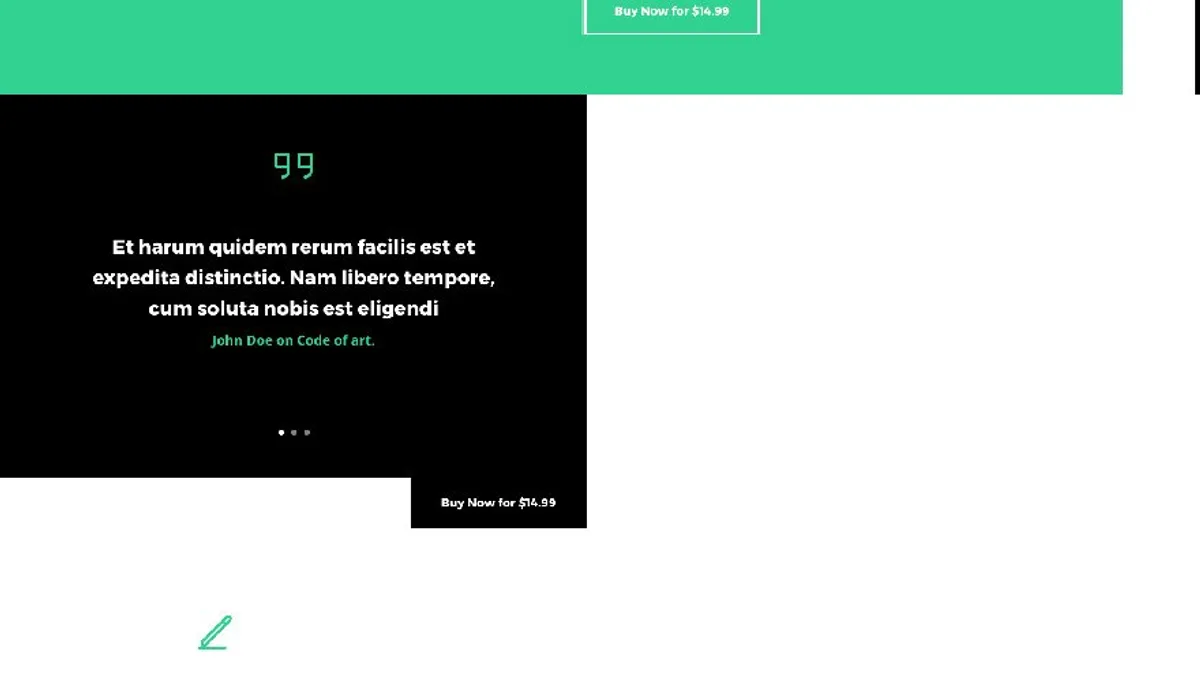 Buy Now for $14.99
Et harum quidem rerum facilis est et
expedita distinctio. Nam libero tempore,
cum soluta nobis est eligendi
John Doe on Code of art.
Buy Now for $14.99